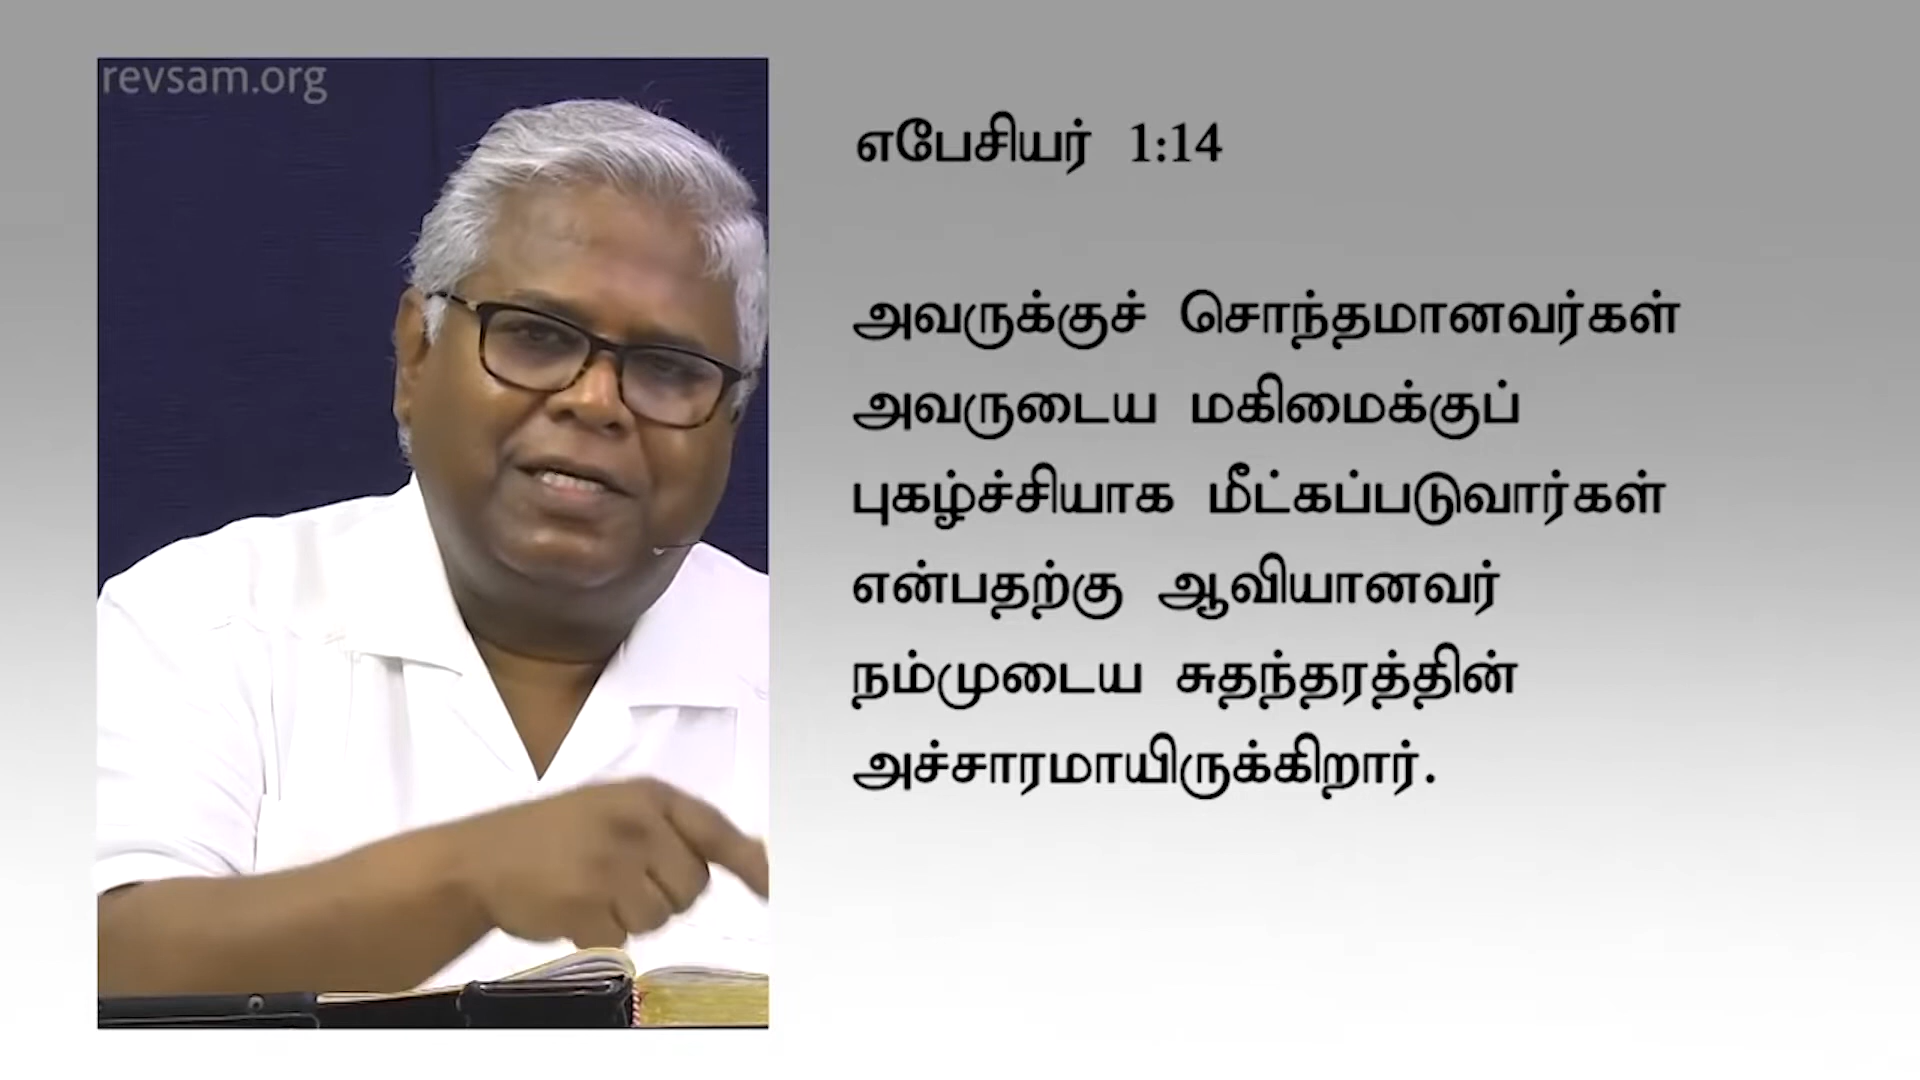 revsam.org
எபேசியர் 1:14
அவருக்குச் சொந்தமானவர்கள்
அவருடைய மகிமைக்குப்
புகழ்ச்சியாக மீட்கப்படுவார்கள்
என்பதற்கு ஆவியானவர்
நம்முடைய சுதந்தரத்தின்
அச்சாரமாயிருக்கிறார்.